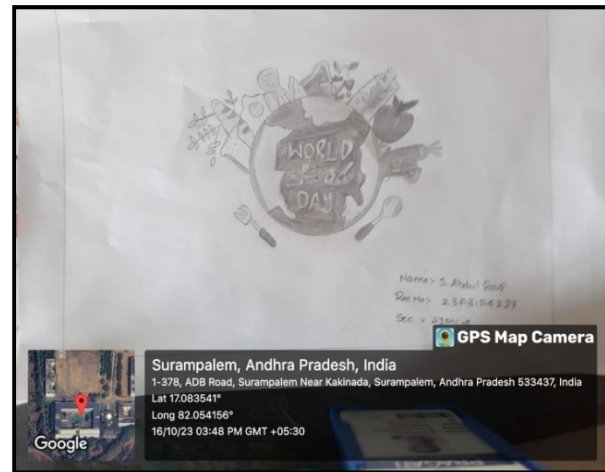 WORLD
Food
DAY
Name:- S. Abdul Rouf
Sec :-
GPS Map Camera
Surampalem, Andhra Pradesh, India
1-378, ADB Road, Surampalem Near Kakinada, Surampalem, Andhra Pradesh 533437, India
Lat 17.083541°
Long 82.054156°
16/10/23 03:48 PM GMT +05:30
Google